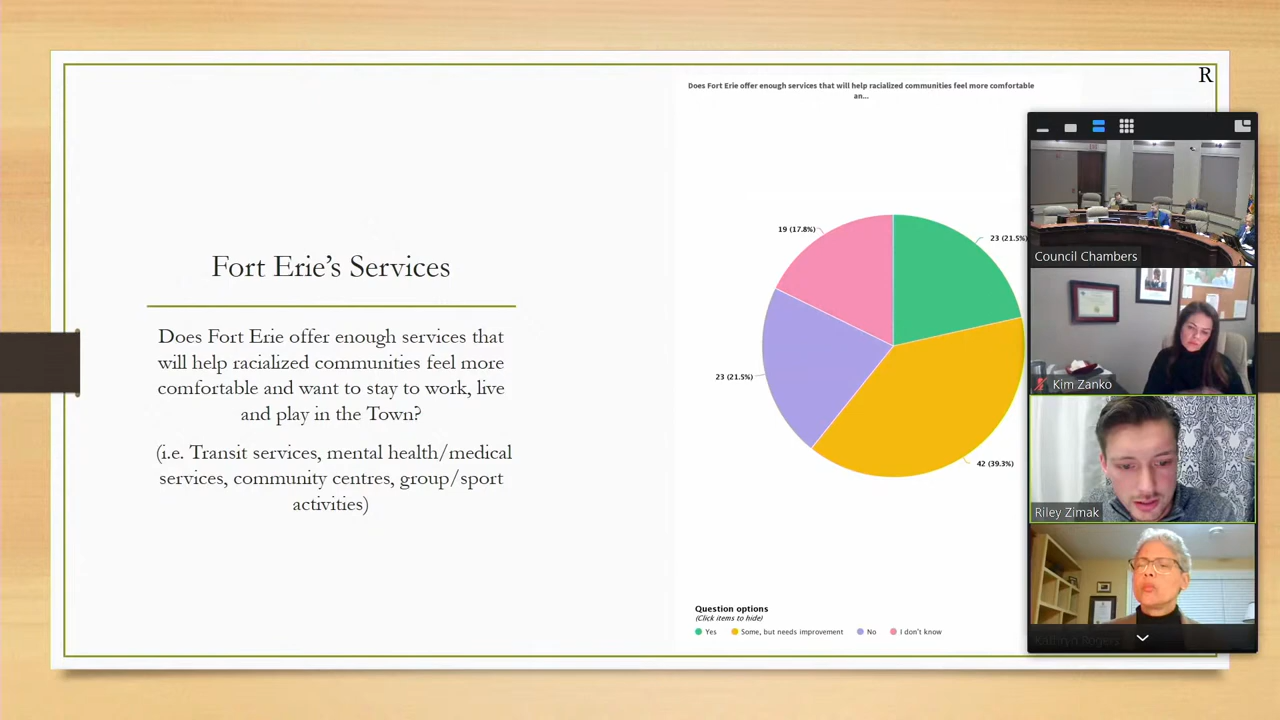 R
Does Fort Erie offer enough services that will help racialized communities feel more comfortable
an...
Fort Erie's Services
Does Fort Erie offer enough services that
will help racialized communities feel more
comfortable and want to stay to work, live
and play in the Town?
(i.e. Transit services, mental health/medical
services, community centres, group/sport
activities)
19 (17.8%)
23 (21.5%)
23 (21.5%)
42 (39.3%)
Question options
(Click items to hide)
Yes
Some, but needs improvement
No
I don't know
Council Chambers
Kim Zanko
Riley Zimak
Kathryn Rogers